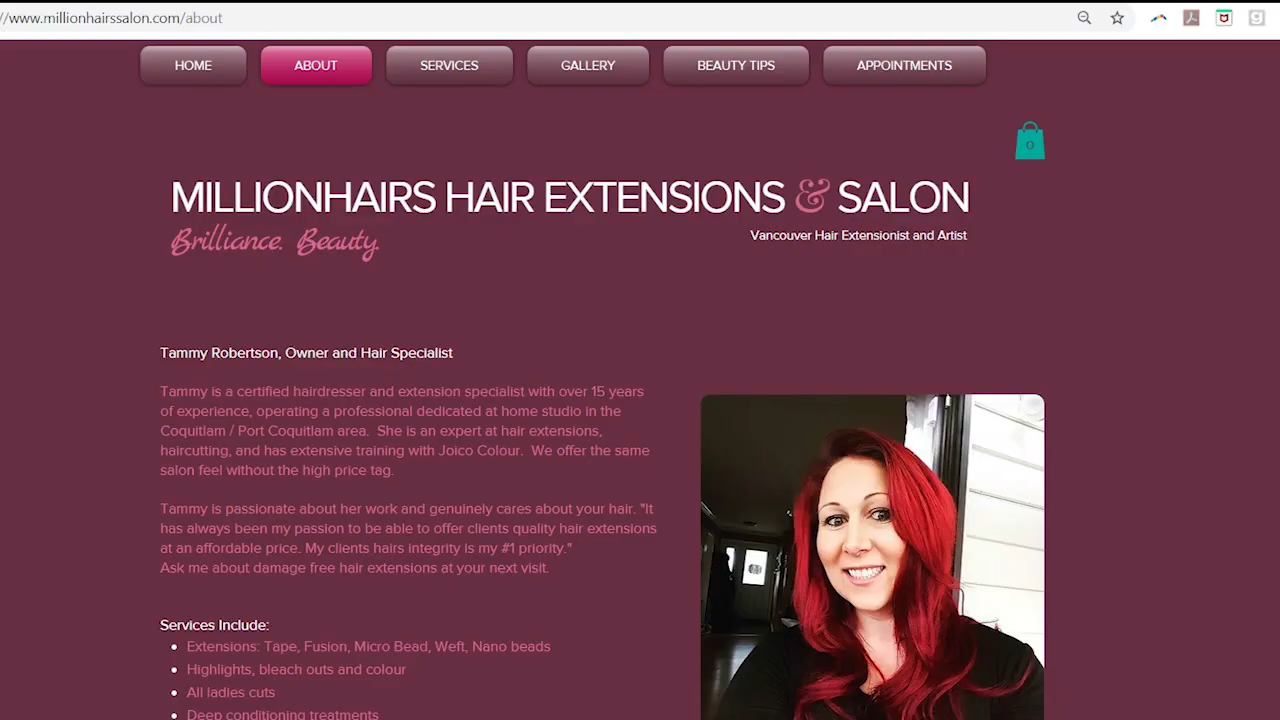 //www.millionhairssalon.com/about
HOME
ABOUT
SERVICES
GALLERY
BEAUTY TIPS
APPOINTMENTS
0
MILLIONHAIRS HAIR EXTENSIONS & SALON
Brilliance. Beauty.
Vancouver Hair Extensionist and Artist
Tammy Robertson, Owner and Hair Specialist
Tammy is a certified hairdresser and extension specialist with over 15 years
of experience, operating a professional dedicated at home studio in the
Coquitlam / Port Coquitlam area. She is an expert at hair extensions,
haircutting, and has extensive training with Joico Colour. We offer the same
salon feel without the high price tag.
Tammy is passionate about her work and genuinely cares about your hair. "It
has always been my passion to be able to offer clients quality hair extensions
at an affordable price. My clients hairs integrity is my #1 priority."
Ask me about damage free hair extensions at your next visit.
Services Include:
Extensions: Tape, Fusion, Micro Bead, Weft, Nano beads
Highlights, bleach outs and colour
All ladies cuts
Deep conditioning treatments